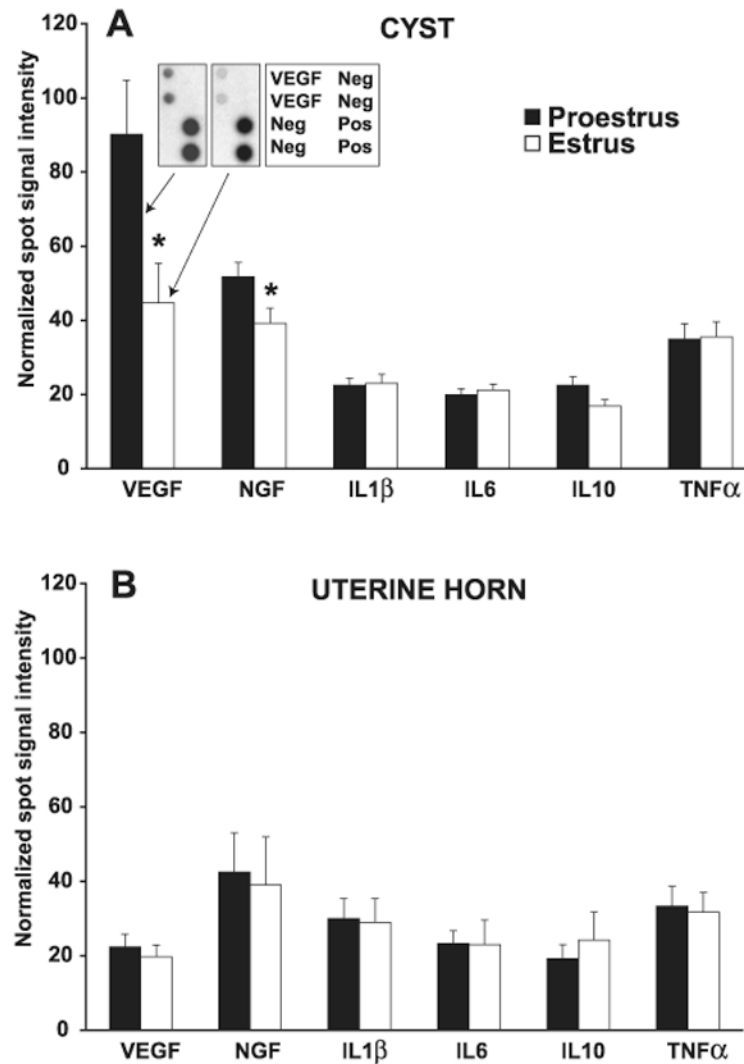 A
CYST
120
100
80
60
40
20
0
Normalized spot signal intensity
VEGF Neg
VEGF Neg
Neg Pos
Neg Pos
Proestrus
Estrus
*
*
VEGF NGF IL1β IL6 IL10 TNFα
B
UTERINE HORN
120
100
80
60
40
20
0
Normalized spot signal intensity
VEGF NGF IL1β IL6 IL10 TNFα